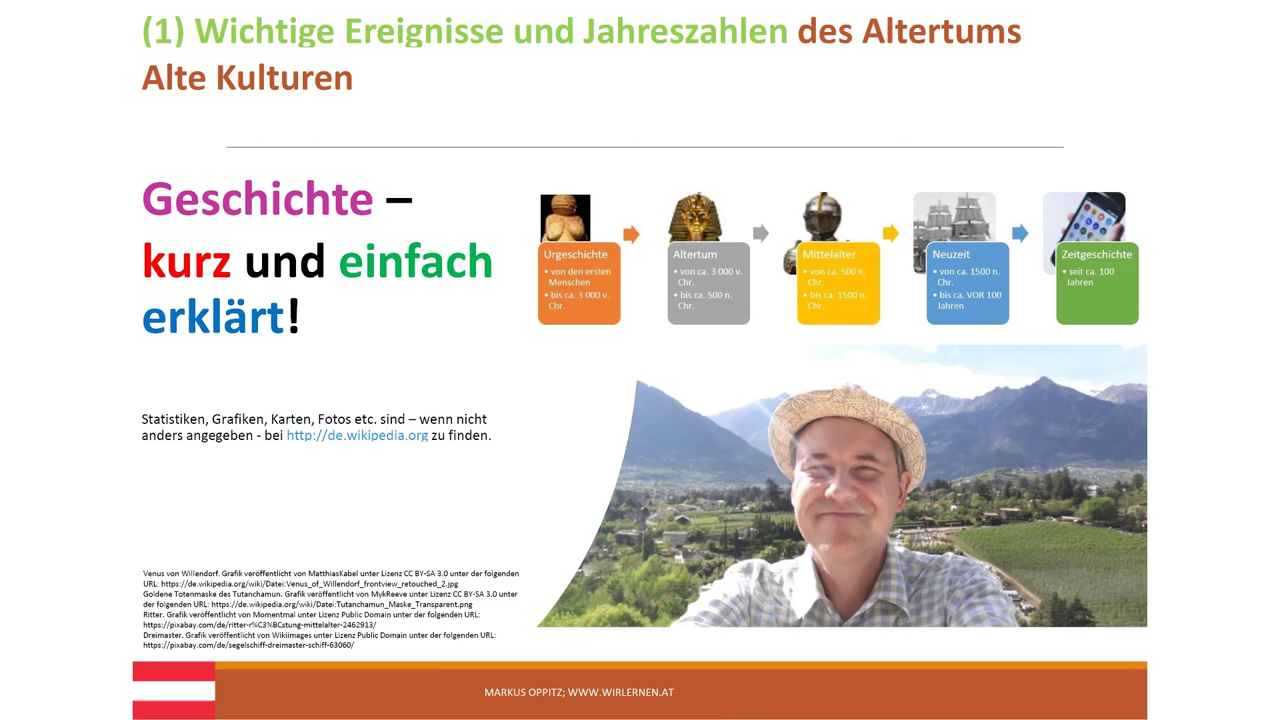 (1) Wichtige Ereignisse und Jahreszahlen des Altertums
Alte Kulturen
Geschichte –
kurz und einfach
erklärt!
Urgeschichte
• von den ersten
Menschen
• bis ca. 3 000 v.
Chr.
Altertum
• von ca. 3 000 v.
Chr.
• bis ca. 500 n.
Chr.
Mittelalter
• von ca. 500 n.
Chr.
• bis ca. 1500 n.
Chr.
Neuzeit
• von ca. 1500 n.
Chr.
• bis ca. VOR 100
Jahren
Zeitgeschichte
• seit ca. 100
Jahren
Statistiken, Grafiken, Karten, Fotos etc. sind – wenn nicht
anders angegeben - bei http://de.wikipedia.org zu finden.
Venus von Willendorf. Grafik veröffentlicht von MatthiasKabel unter Lizenz CC BY-SA 3.0 unter der folgenden
URL: https://de.wikipedia.org/wiki/Datei:Venus_of_Willendorf_frontview_retouched_2.jpg
Goldene Totenmaske des Tutanchamun. Grafik veröffentlicht von MykReeve unter Lizenz CC BY-SA 3.0 unter
der folgenden URL: https://de.wikipedia.org/wiki/Datei:Tutanchamun_Maske_Transparent.png
Ritter. Grafik veröffentlicht von Momentmal unter Lizenz Public Domain unter der folgenden URL:
https://pixabay.com/de/ritter-r%C3%BCstung-mittelalter-2462913/
Dreimaster. Grafik veröffentlicht von Wikiimages unter Lizenz Public Domain unter der folgenden URL:
https://pixabay.com/de/segelschiff-dreimaster-schiff-63060/
MARKUS OPPITZ; WWW.WIRLERNEN.AT